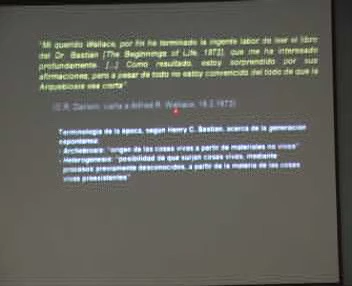 "Mi querido Wallace, por fin he terminado la ingente labor de leer el libro
del Dr Bastian [The Beginnings of Life, 1872], que me ha interesado
profundamente. [...] Como resultado, estoy sorprendido por sus
afirmaciones, pero a pesar de todo no estoy convencido del todo de que la
Arquebiosis sea cierta"
(C.R. Darwin, carta a Alfred R. Wallace, 1872)
Terminología de la época, según Henry C. Bastian, acerca de la generación
espontánea:
- Archebiosis: "origen de las cosas vivas a partir de materiales no vivos"
- Heterogenesis: "posibilidad de que surjan cosas vivas, mediante
procesos previamente desconocidos, a partir de la materia de las cosas
vivas preexistentes"